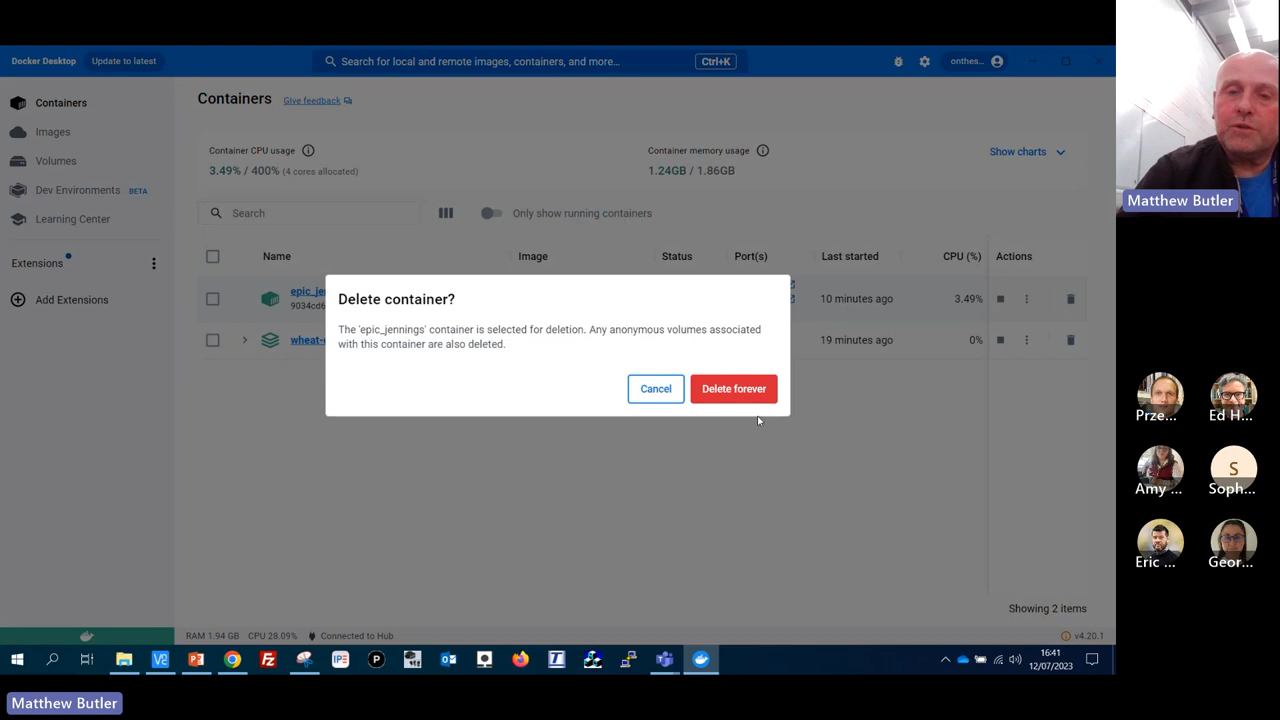 Docker Desktop
Update to latest
Search for local and remote images, containers, and more...
Ctrl+K
onthes...
Containers
Images
Volumes
Dev Environments BETA
Learning Center
Extensions
Add Extensions
Containers Give feedback
Container CPU usage
3.49% / 400% (4 cores allocated)
Container memory usage
1.24GB / 1.86GB
Show charts
Search
Only show running containers
Name Image Status Port(s) Last started CPU (%) Actions
epic_je
9034cd6
10 minutes ago 3.49%
wheat-
19 minutes ago 0%
Delete container?
The 'epic_jennings' container is selected for deletion. Any anonymous volumes associated
with this container are also deleted.
Cancel
Delete forever
Showing 2 items
RAM 1.94 GB CPU 28.09% Connected to Hub
v4.20.1
16:41
12/07/2023
Matthew Butler
Prze...
Ed H...
Amy ...
Soph...
S
Eric ...
Geor...
Matthew Butler